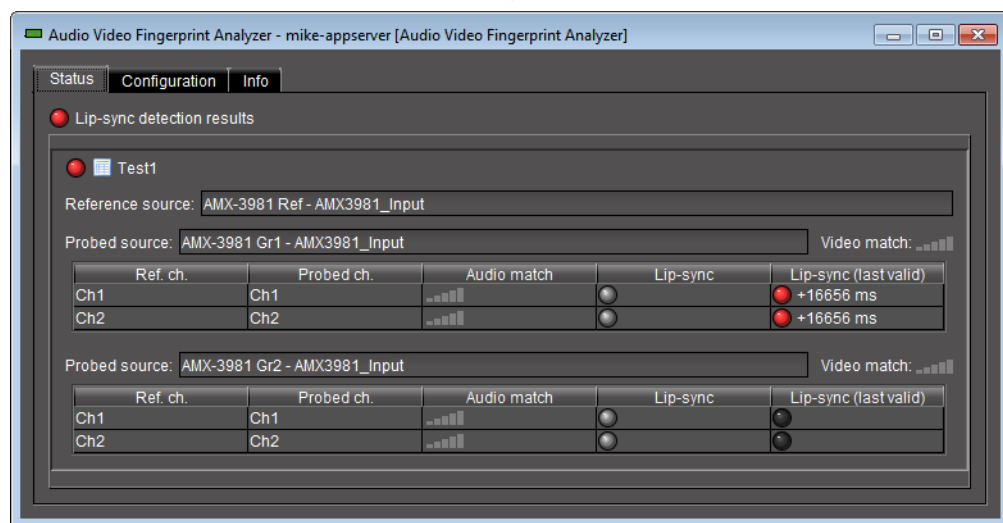 Audio Video Fingerprint Analyzer - mike-appserver [Audio Video Fingerprint Analyzer]
Status Configuration Info
Lip-sync detection results
Test1
Reference source: AMX-3981 Ref - AMX3981_Input
Probed source: AMX-3981 Gr1 - AMX3981_Input Video match:
Ref. ch. Probed ch. Audio match Lip-sync Lip-sync (last valid)
Ch1 Ch1 +16656 ms
Ch2 Ch2 +16656 ms
Probed source: AMX-3981 Gr2 - AMX3981_Input Video match:
Ref. ch. Probed ch. Audio match Lip-sync Lip-sync (last valid)
Ch1 Ch1
Ch2 Ch2